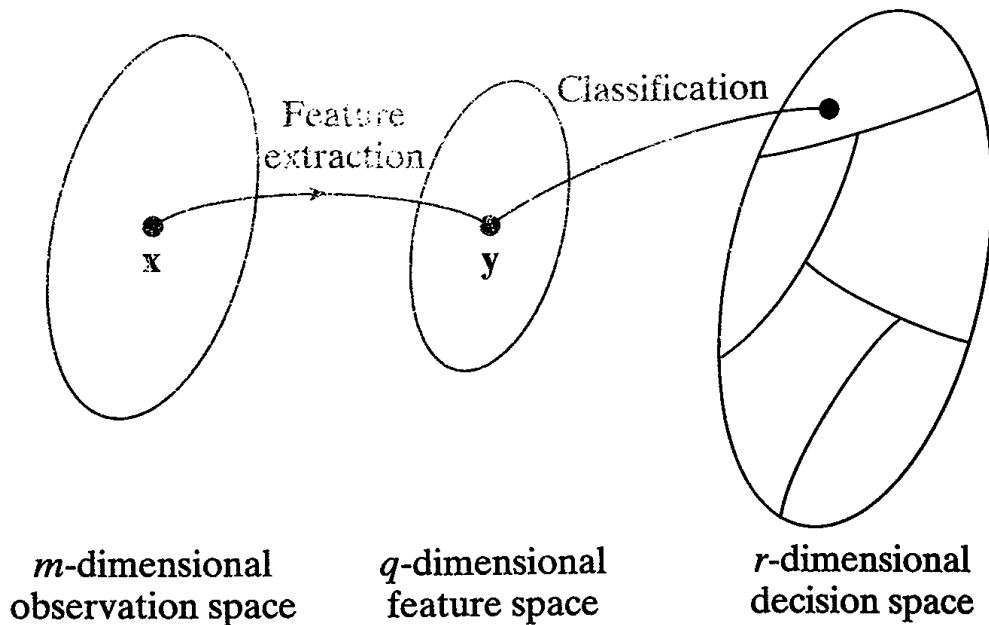 Feature
extraction
Classification
x
y
m-dimensional
observation space
q-dimensional
feature space
r-dimensional
decision space